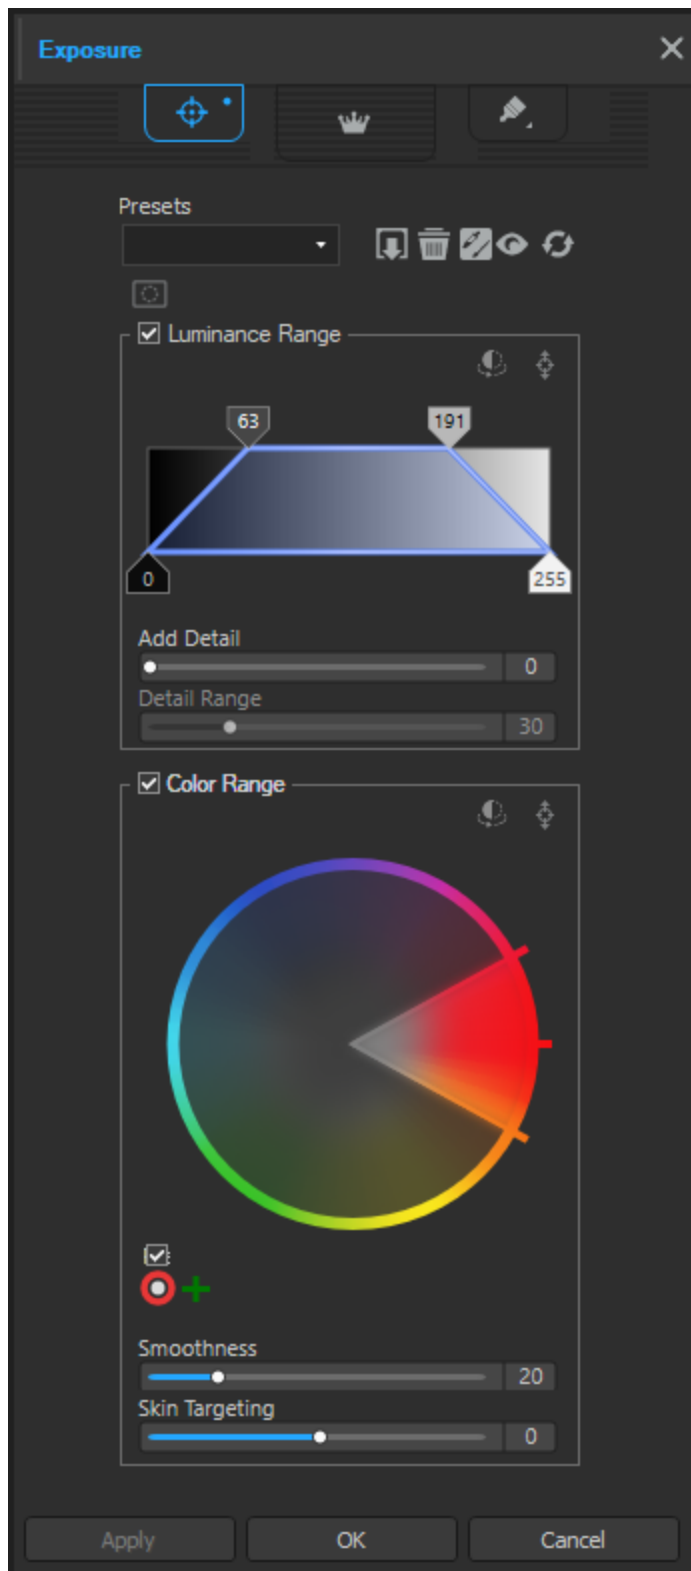 Exposure
Presets
Luminance Range
63 191
0 255
Add Detail
0
Detail Range
30
Color Range
Smoothness
20
Skin Targeting
0
Apply OK Cancel